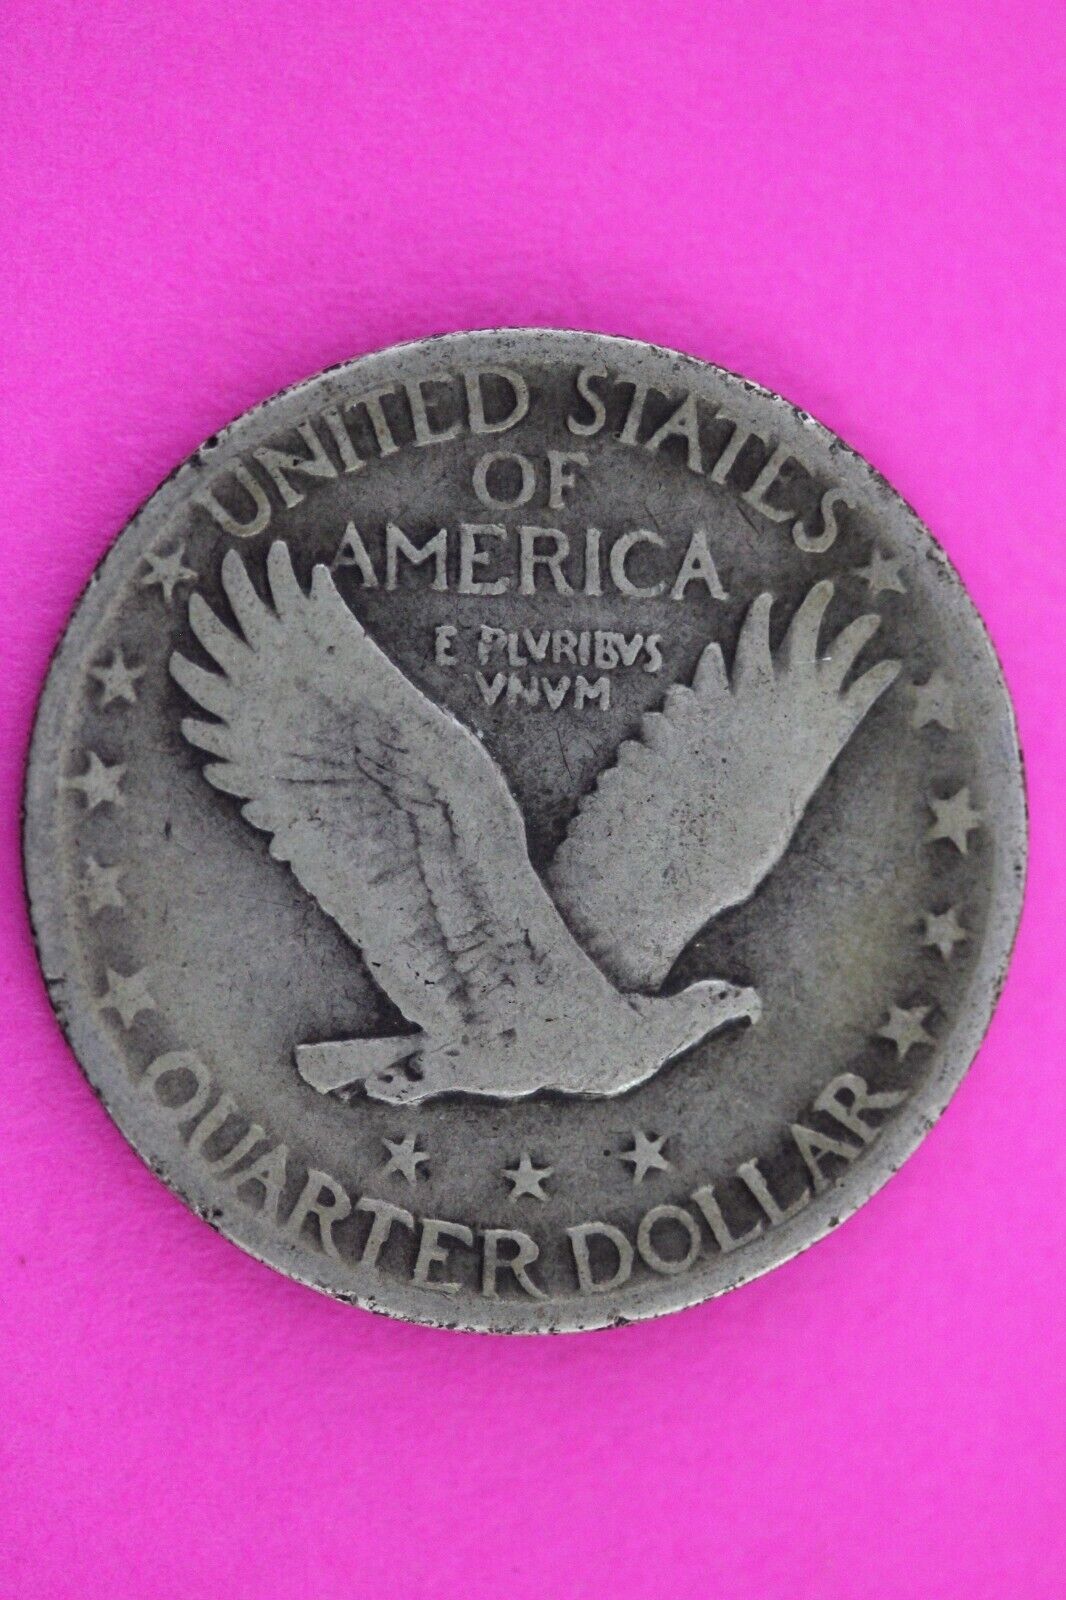 UNITED STATES
OF
AMERICA
E PLVRIBVS
VNVM
QUARTER DOLLAR